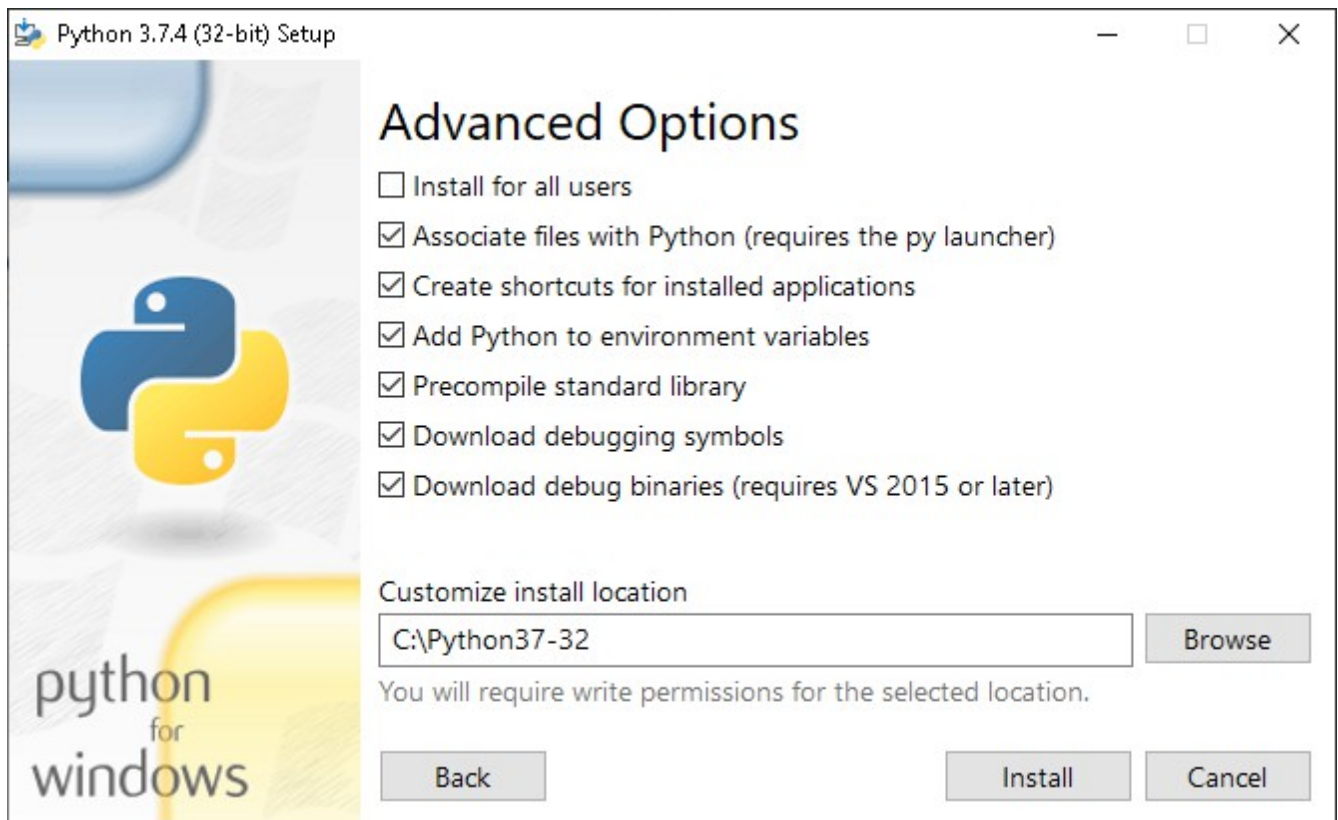 Python 3.7.4 (32-bit) Setup
Advanced Options
Install for all users
Associate files with Python (requires the py launcher)
Create shortcuts for installed applications
Add Python to environment variables
Precompile standard library
Download debugging symbols
Download debug binaries (requires VS 2015 or later)
Customize install location
C:\Python37-32
Browse
You will require write permissions for the selected location.
python
for
windows
Back
Install
Cancel